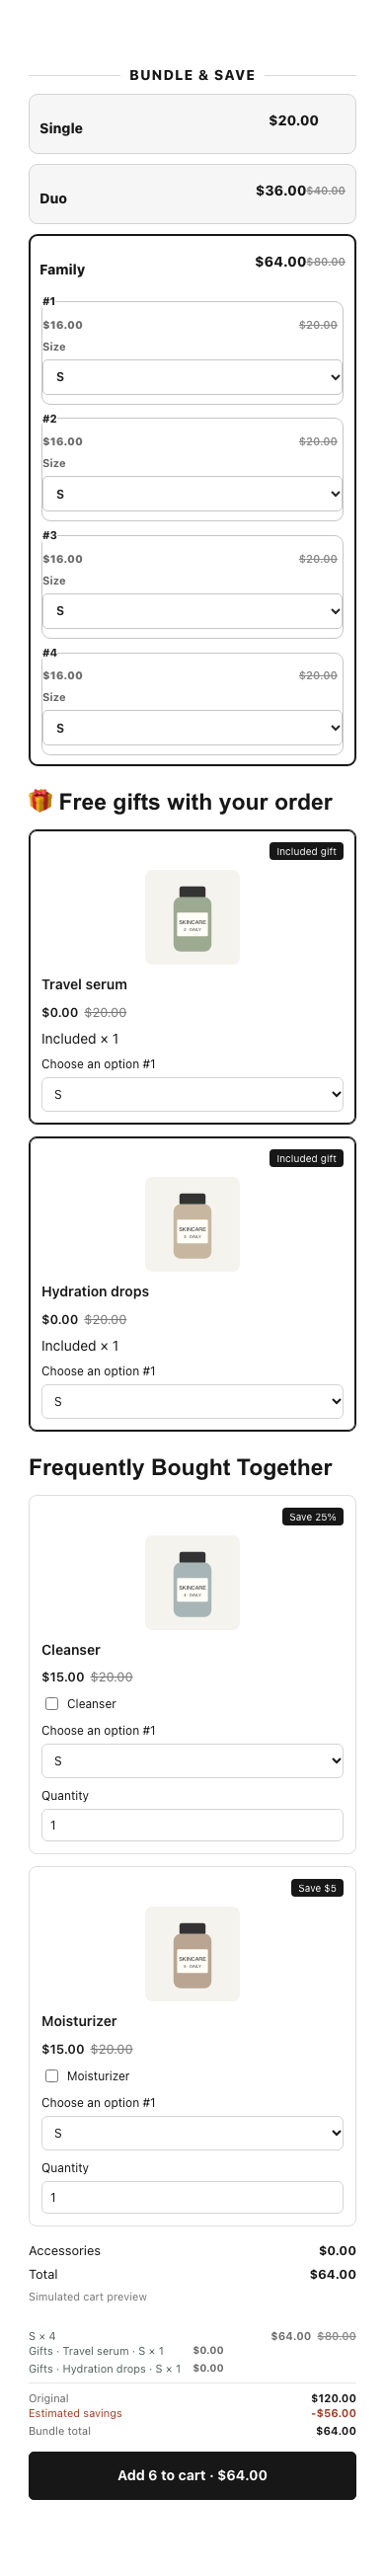 BUNDLE & SAVE
Single $20.00
Duo $36.00 $40.00
Family $64.00 $80.00
#1
$16.00 $20.00
Size
S
#2
$16.00 $20.00
Size
S
#3
$16.00 $20.00
Size
S
#4
$16.00 $20.00
Size
S
🎁 Free gifts with your order
Included gift
SKINCARE
Travel serum
$0.00 $20.00
Included × 1
Choose an option #1
S
Included gift
SKINCARE
Hydration drops
$0.00 $20.00
Included × 1
Choose an option #1
S
Frequently Bought Together
Save 25%
SKINCARE
Cleanser
$15.00 $20.00
Cleanser
Choose an option #1
S
Quantity
1
Save $5
SKINCARE
Moisturizer
$15.00 $20.00
Moisturizer
Choose an option #1
S
Quantity
1
Accessories $0.00
Total $64.00
Simulated cart preview
S × 4 $64.00 $80.00
Gifts · Travel serum · S × 1 $0.00
Gifts · Hydration drops · S × 1 $0.00
Original $120.00
Estimated savings -$56.00
Bundle total $64.00
Add 6 to cart · $64.00